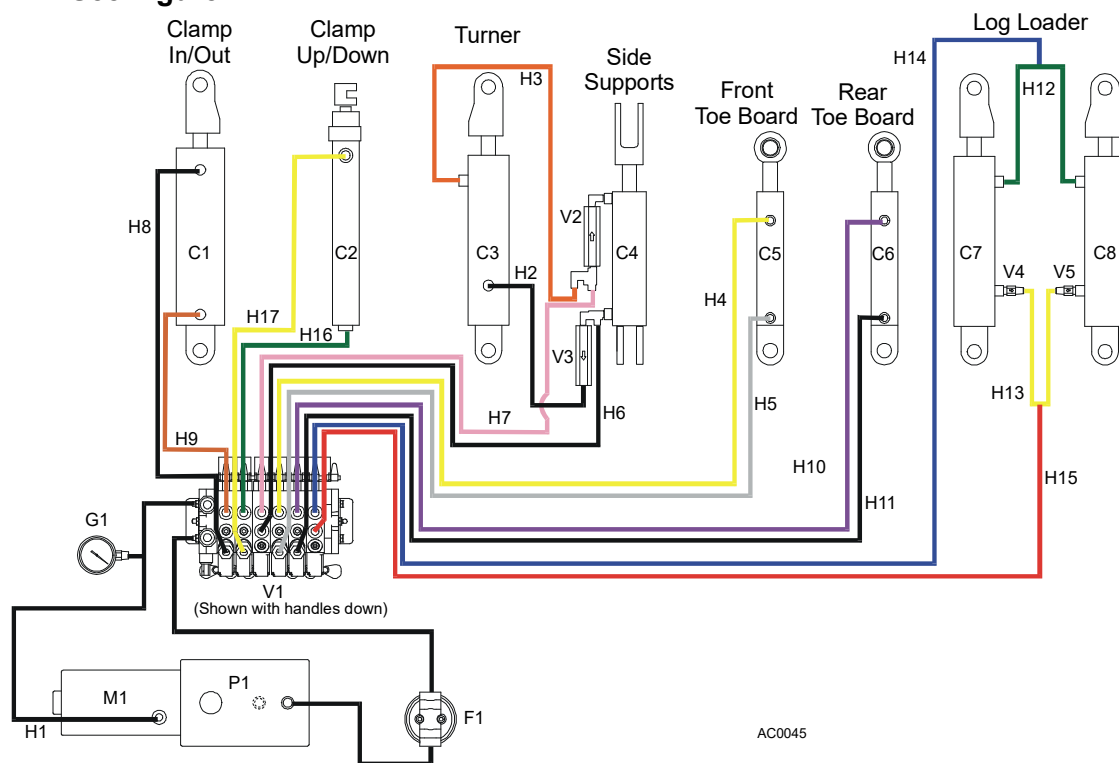 Clamp
In/Out
Clamp
Up/Down
Turner
Side
Supports
Front
Toe Board
Rear
Toe Board
Log Loader
H14
H3
H12
H8
V2
C1
C2
C3
C4
C5
C6
C7
C8
H2
V4
V5
H4
H17
H16
V3
H13
H5
H7
H6
H9
H10
H15
H11
G1
V1
(Shown with handles down)
M1
P1
F1
H1
AC0045